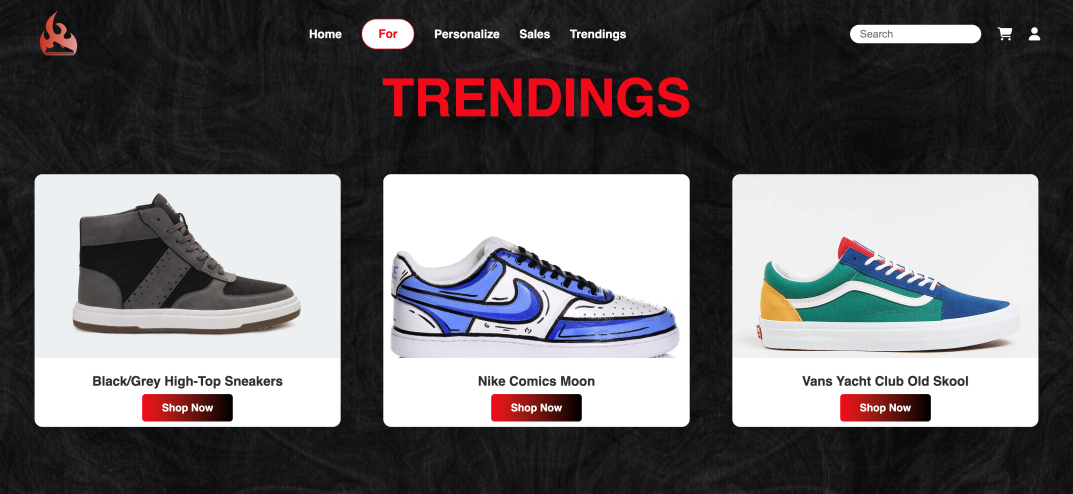 Home For Personalize Sales Trendings Search
TRENDINGS
Black/Grey High-Top Sneakers
Shop Now
Nike Comics Moon
Shop Now
Vans Yacht Club Old Skool
Shop Now